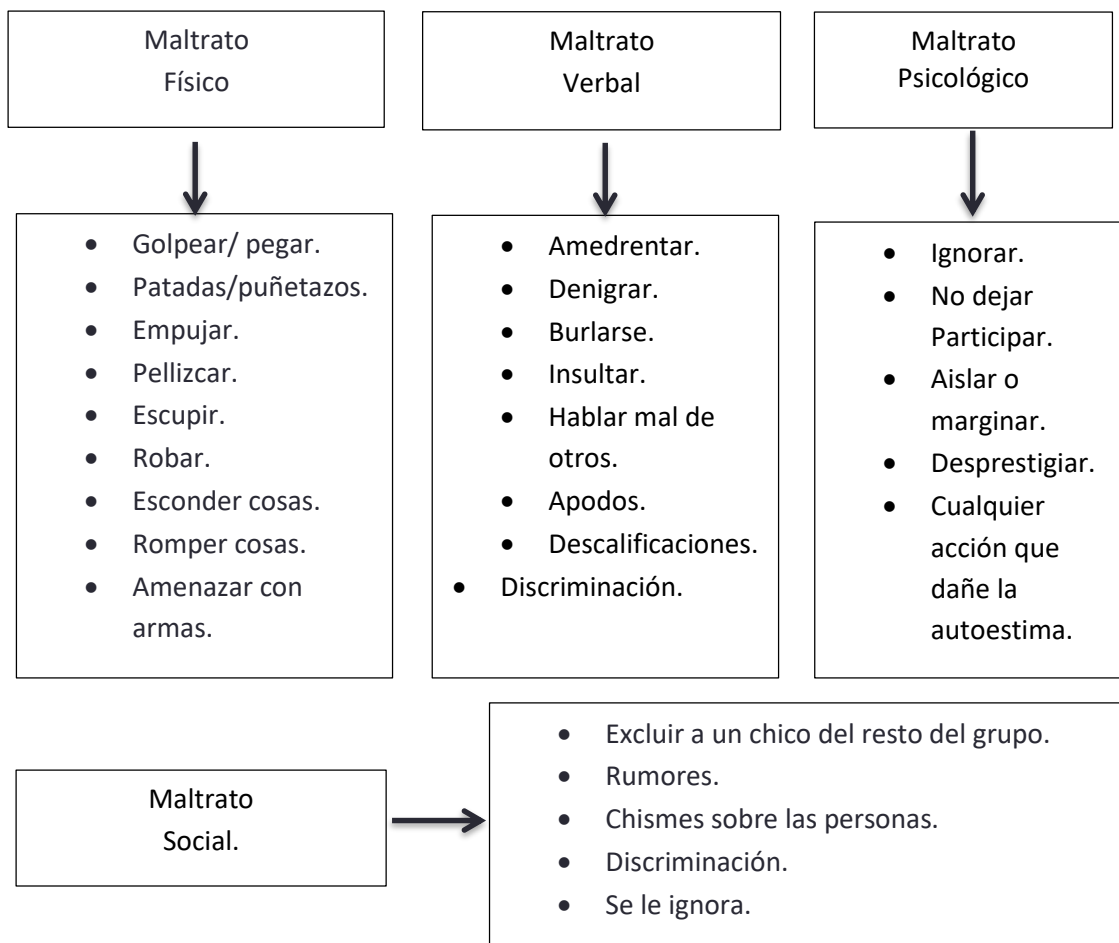 Maltrato
Físico
Maltrato
Verbal
Maltrato
Psicológico
• Golpear/ pegar.
• Patadas/puñetazos.
• Empujar.
• Pellizcar.
• Escupir.
• Robar.
• Esconder cosas.
• Romper cosas.
• Amenazar con
armas.
• Amedrentar.
• Denigrar.
• Burlarse.
• Insultar.
• Hablar mal de
otros.
• Apodos.
• Descalificaciones.
• Discriminación.
• Ignorar.
• No dejar
Participar.
• Aislar o
marginar.
• Desprestigiar.
• Cualquier
acción que
dañe la
autoestima.
Maltrato
Social.
• Excluir a un chico del resto del grupo.
• Rumores.
• Chismes sobre las personas.
• Discriminación.
• Se le ignora.